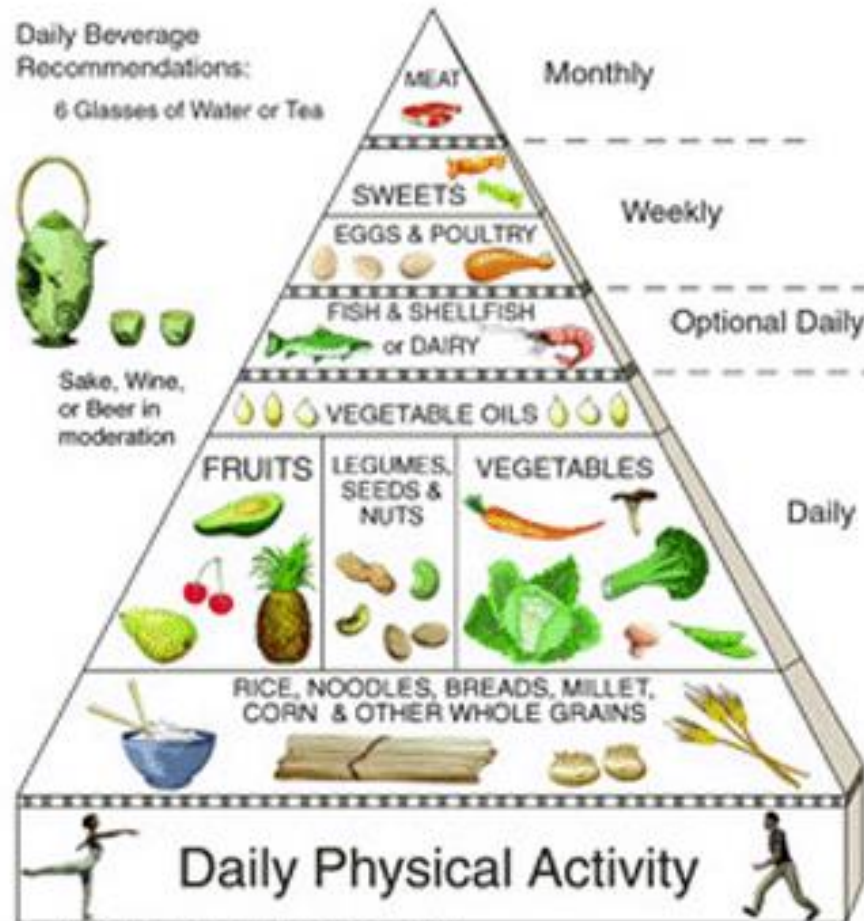 Daily Beverage
Recommendations:
6 Glasses of Water or Tea
Sake, Wine,
or Beer in
moderation
MEAT
Monthly
SWEETS
Weekly
EGGS & POULTRY
FISH & SHELLFISH
or DAIRY
Optional Daily
VEGETABLE OILS
FRUITS
LEGUMES,
SEEDS &
NUTS
VEGETABLES
Daily
RICE, NOODLES, BREADS, MILLET,
CORN & OTHER WHOLE GRAINS
Daily Physical Activity